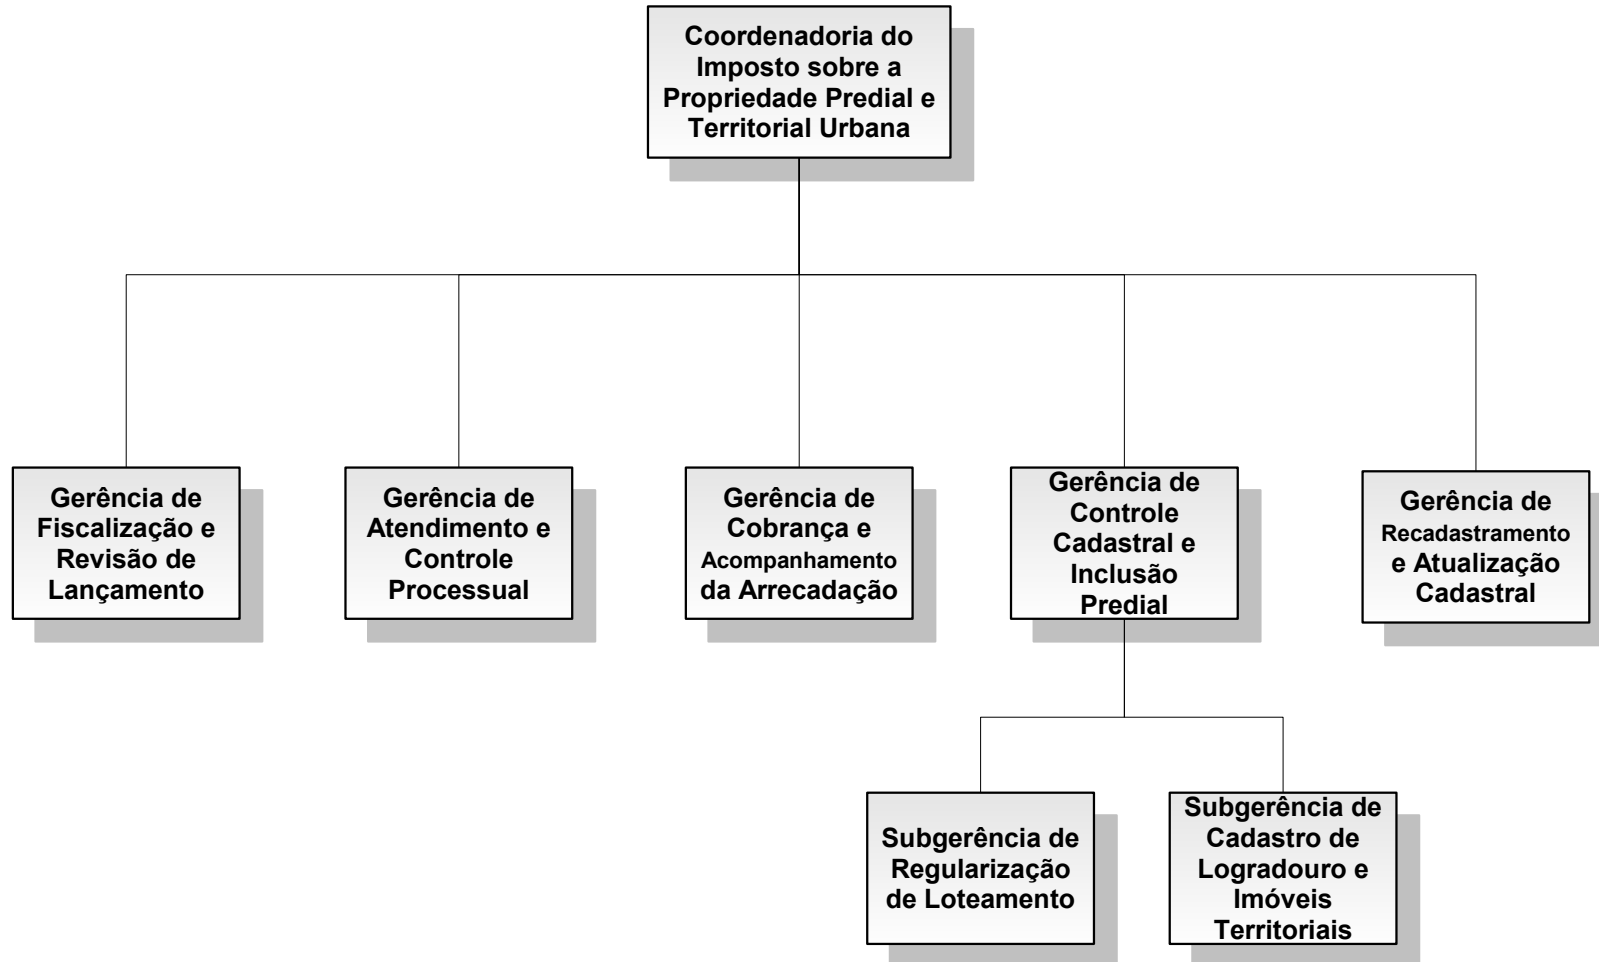 Coordenadoria do
Imposto sobre a
Propriedade Predial e
Territorial Urbana
Gerência de
Fiscalização e
Revisão de
Lançamento
Gerência de
Atendimento e
Controle
Processual
Gerência de
Cobrança e
Acompanhamento
da Arrecadação
Gerência de
Controle
Cadastral e
Inclusão
Predial
Gerência de
Recadastramento
e Atualização
Cadastral
Subgerência de
Regularização
de Loteamento
Subgerência de
Cadastro de
Logradouro e
Imóveis
Territoriais